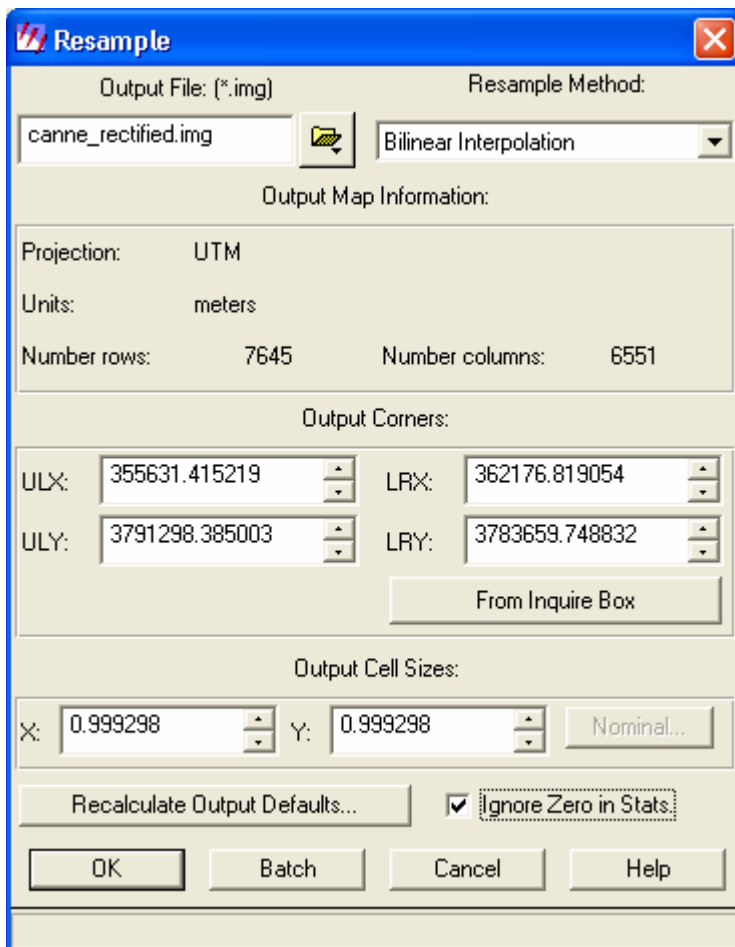 Resample
Output File: (*.img)
Resample Method:
canne_rectified.img
Bilinear Interpolation
Output Map Information:
Projection: UTM
Units: meters
Number rows: 7645 Number columns: 6551
Output Corners:
ULX: 355631.415219 LRX: 362176.819054
ULY: 3791298.385003 LRY: 3783659.748832
From Inquire Box
Output Cell Sizes:
X: 0.999298 Y: 0.999298 Nominal...
Recalculate Output Defaults... Ignore Zero in Stats.
OK Batch Cancel Help